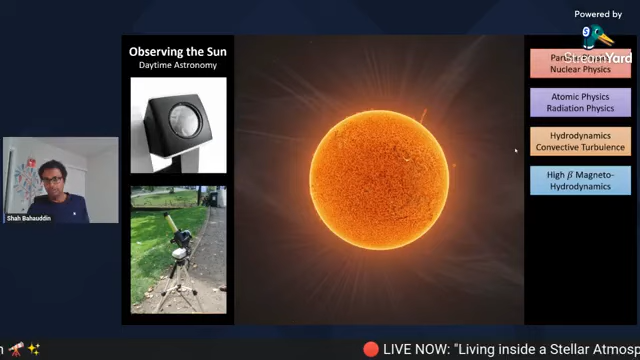 Powered by
StreamYard
Observing the Sun
Daytime Astronomy
Nuclear Physics
Atomic Physics
Radiation Physics
Hydrodynamics
Convective Turbulence
High β Magneto-
Hydrodynamics
Shah Bahauddin
LIVE NOW: "Living inside a Stellar Atmosp